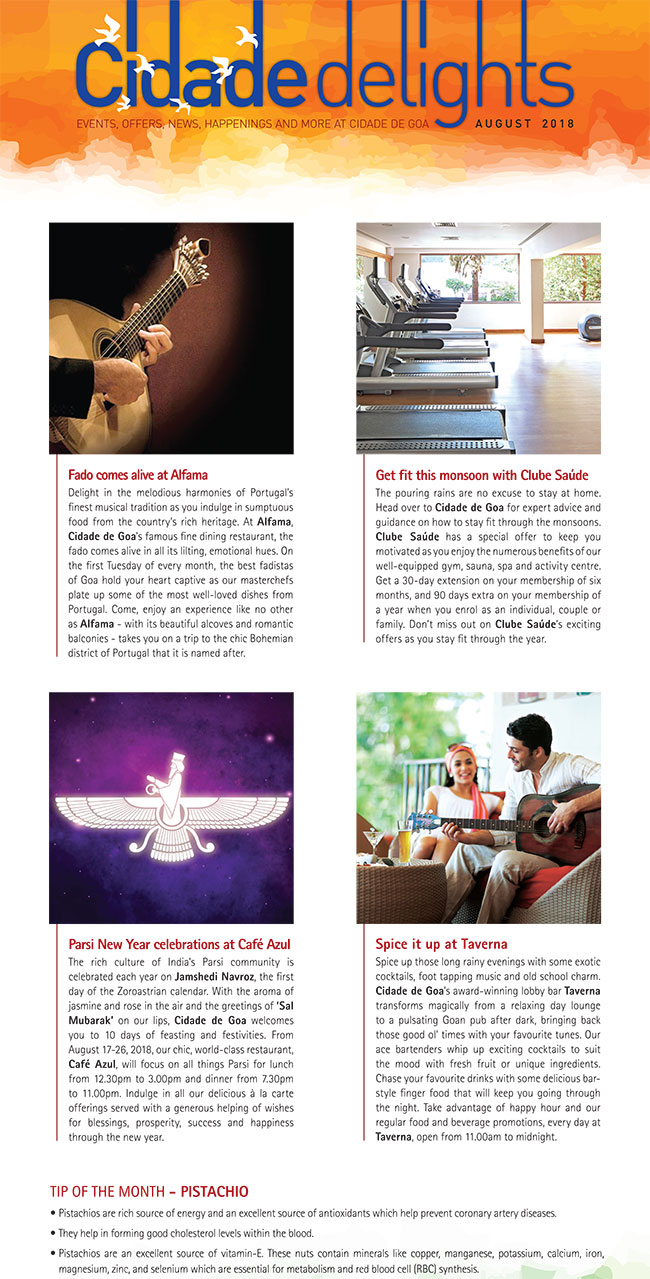 Cidade delights
EVENTS, OFFERS, NEWS, HAPPENINGS AND MORE AT CIDADE DE GOA AUGUST 2018
Fado comes alive at Alfama
Delight in the melodious harmonies of Portugal's
finest musical tradition as you indulge in sumptuous
food from the country's rich heritage. At Alfama,
Cidade de Goa's famous fine dining restaurant, the
fado comes alive in all its lilting, emotional hues. On
the first Tuesday of every month, the best fadistas
of Goa hold your heart captive as our masterchefs
plate up some of the most well-loved dishes from
Portugal. Come, enjoy an experience like no other
as Alfama - with its beautiful alcoves and romantic
balconies - takes you on a trip to the chic Bohemian
district of Portugal that it is named after.
Get fit this monsoon with Clube Saúde
The pouring rains are no excuse to stay at home.
Head over to Cidade de Goa for expert advice and
guidance on how to stay fit through the monsoons.
Clube Saúde has a special offer to keep you
motivated as you enjoy the numerous benefits of our
well-equipped gym, sauna, spa and activity centre.
Get a 30-day extension on your membership of six
months, and 90 days extra on your membership of
a year when you enrol as an individual, couple or
family. Don't miss out on Clube Saúde's exciting
offers as you stay fit through the year.
Parsi New Year celebrations at Café Azul
The rich culture of India's Parsi community is
celebrated each year on Jamshedi Navroz, the first
day of the Zoroastrian calendar. With the aroma of
jasmine and rose in the air and the greetings of 'Sal
Mubarak' on our lips, Cidade de Goa welcomes
you to 10 days of feasting and festivities. From
August 17-26, 2018, our chic, world-class restaurant,
Café Azul, will focus on all things Parsi for lunch
from 12.30pm to 3.00pm and dinner from 7.30pm
to 11.00pm. Indulge in all our delicious à la carte
offerings served with a generous helping of wishes
for blessings, prosperity, success and happiness
through the new year.
Spice it up at Taverna
Spice up those long rainy evenings with some exotic
cocktails, foot tapping music and old school charm.
Cidade de Goa's award-winning lobby bar Taverna
transforms magically from a relaxing day lounge
to a pulsating Goan pub after dark, bringing back
those good ol' times with your favourite tunes. Our
ace bartenders whip up exciting cocktails to suit
the mood with fresh fruit or unique ingredients.
Chase your favourite drinks with some delicious bar-
style finger food that will keep you going through
the night. Take advantage of happy hour and our
regular food and beverage promotions, every day at
Taverna, open from 11.00am to midnight.
TIP OF THE MONTH - PISTACHIO
• Pistachios are rich source of energy and an excellent source of antioxidants which help prevent coronary artery diseases.
• They help in forming good cholesterol levels within the blood.
• Pistachios are an excellent source of vitamin-E. These nuts contain minerals like copper, manganese, potassium, calcium, iron,
magnesium, zinc, and selenium which are essential for metabolism and red blood cell (RBC) synthesis.